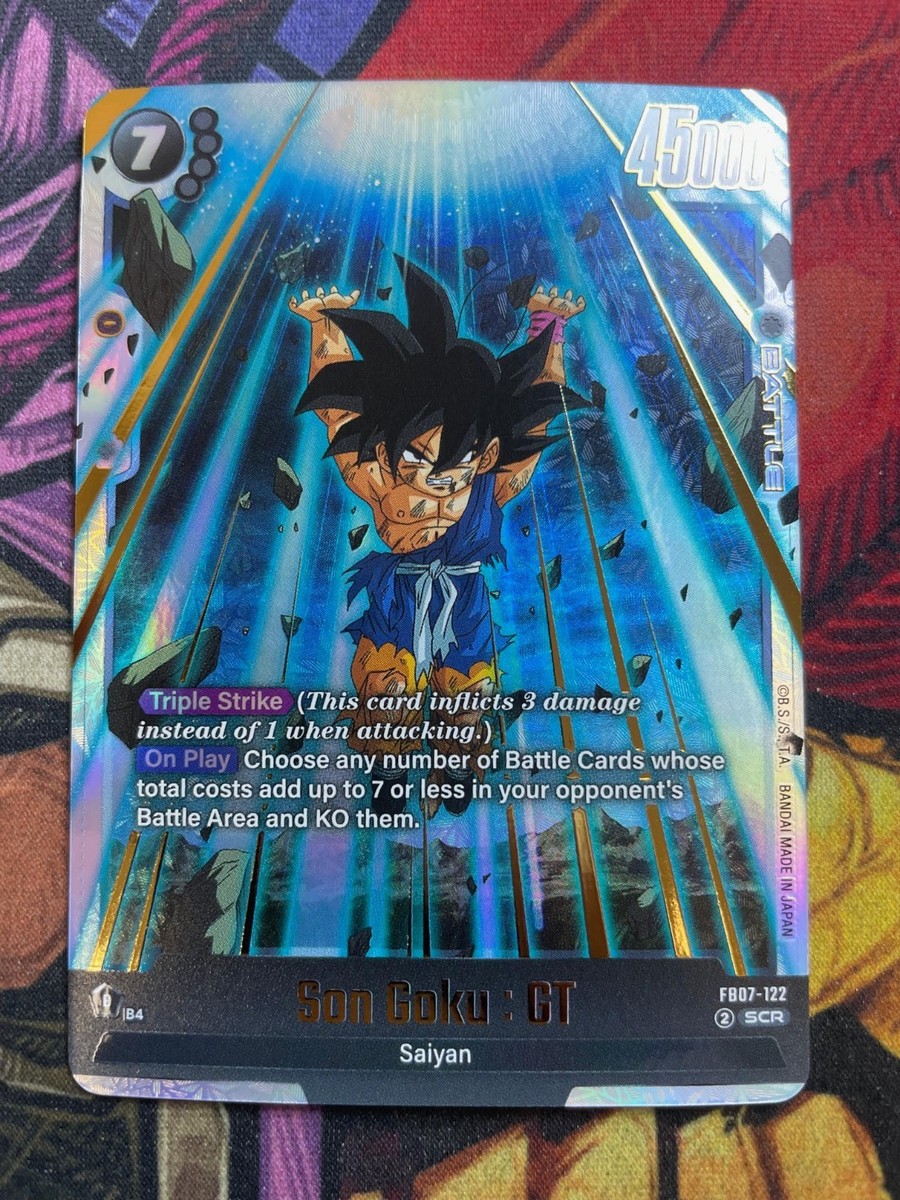 7
45000
BATTLE
Triple Strike (This card inflicts 3 damage
instead of 1 when attacking.)
On Play Choose any number of Battle Cards whose
total costs add up to 7 or less in your opponent's
Battle Area and KO them.
©B.S./S., T.A. BANDAI MADE IN JAPAN
B4
Son Goku : GT
FB07-122
2 SCR
Saiyan